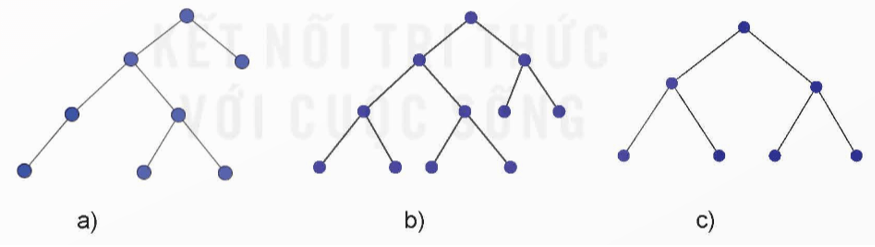 KẾT NỐI TRI THỨC
VỚI CUỘC SỐNG
a)
b)
c)